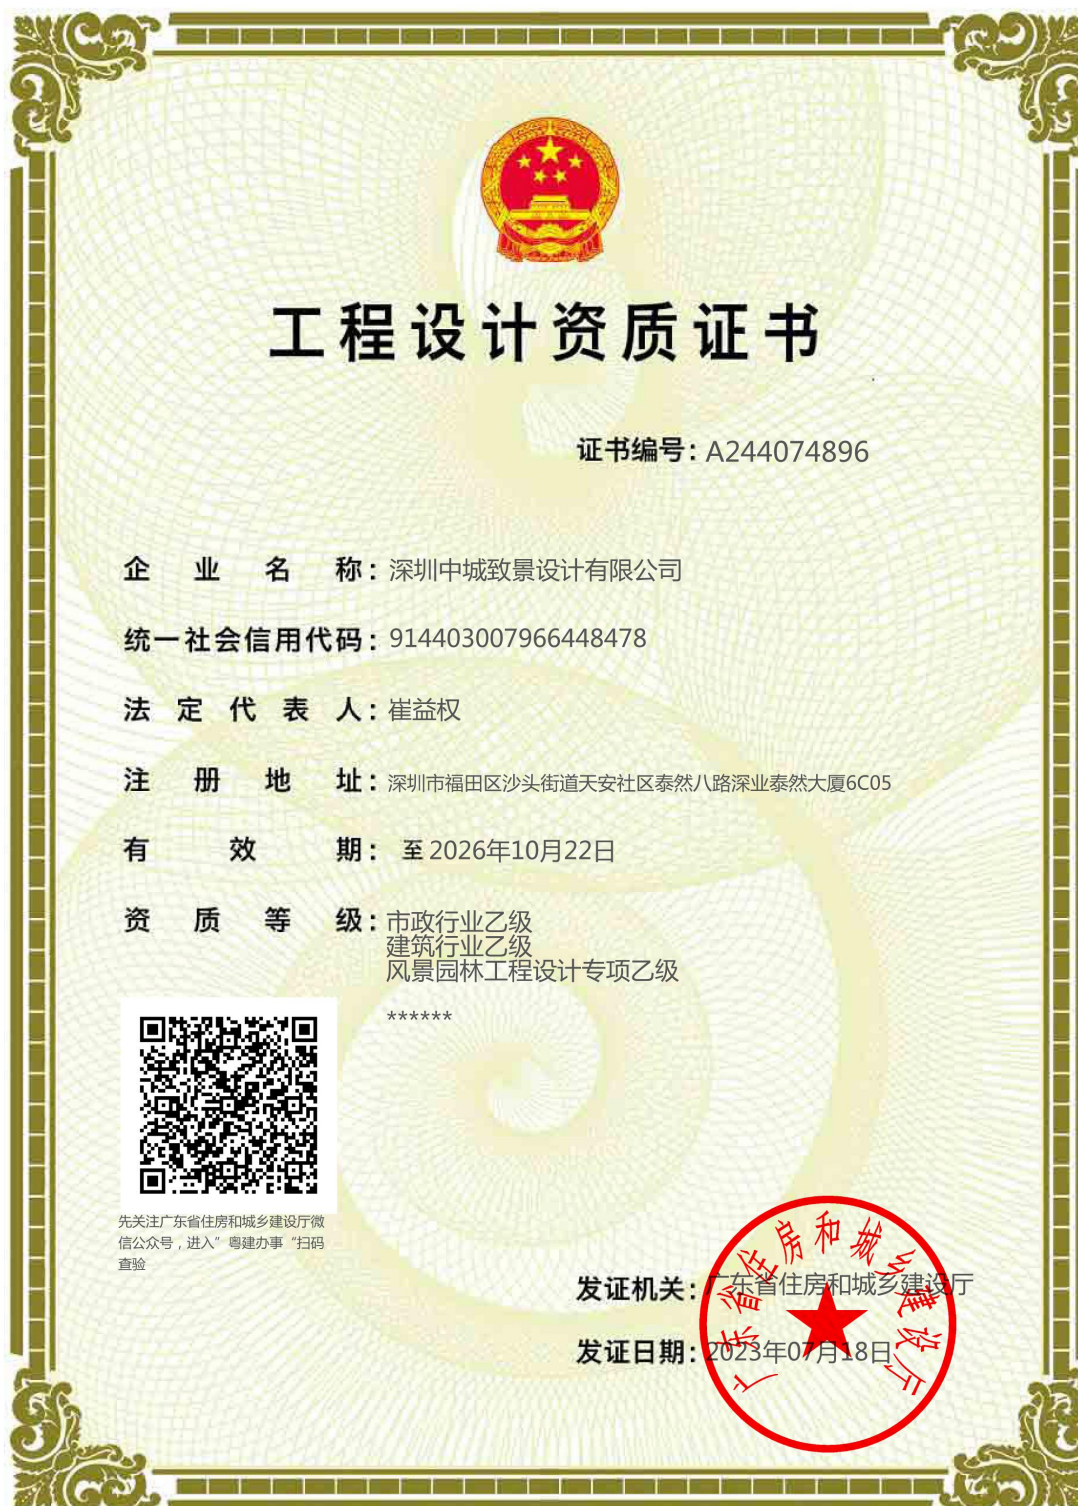 工程设计资质证书
证书编号：A244074896
企业名称：深圳中城致景设计有限公司
统一社会信用代码：914403007966448478
法定代表人：崔益权
注册地址：深圳市福田区沙头街道天安社区泰然八路深业泰然大厦6C05
有效期：至2026年10月22日
资质等级：市政行业乙级
建筑行业乙级
风景园林工程设计专项乙级
******
先关注广东省住房和城乡建设厅微
信公众号，进入”粤建办事“扫码
查验
发证机关：广东省住房和城乡建设厅
发证日期：2023年07月18日
广东省住房和城乡建设厅